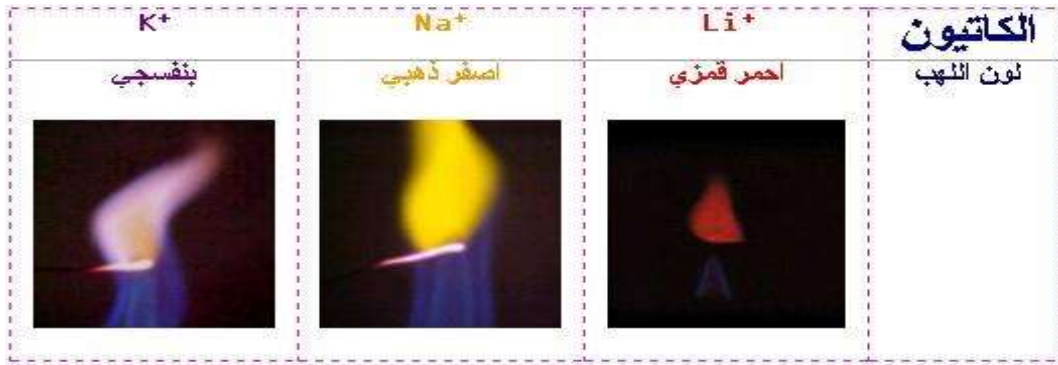 الكاتيون Li⁺ Na⁺ K⁺
لون اللهب احمر قمزي اصفر ذهبي بنفسجي